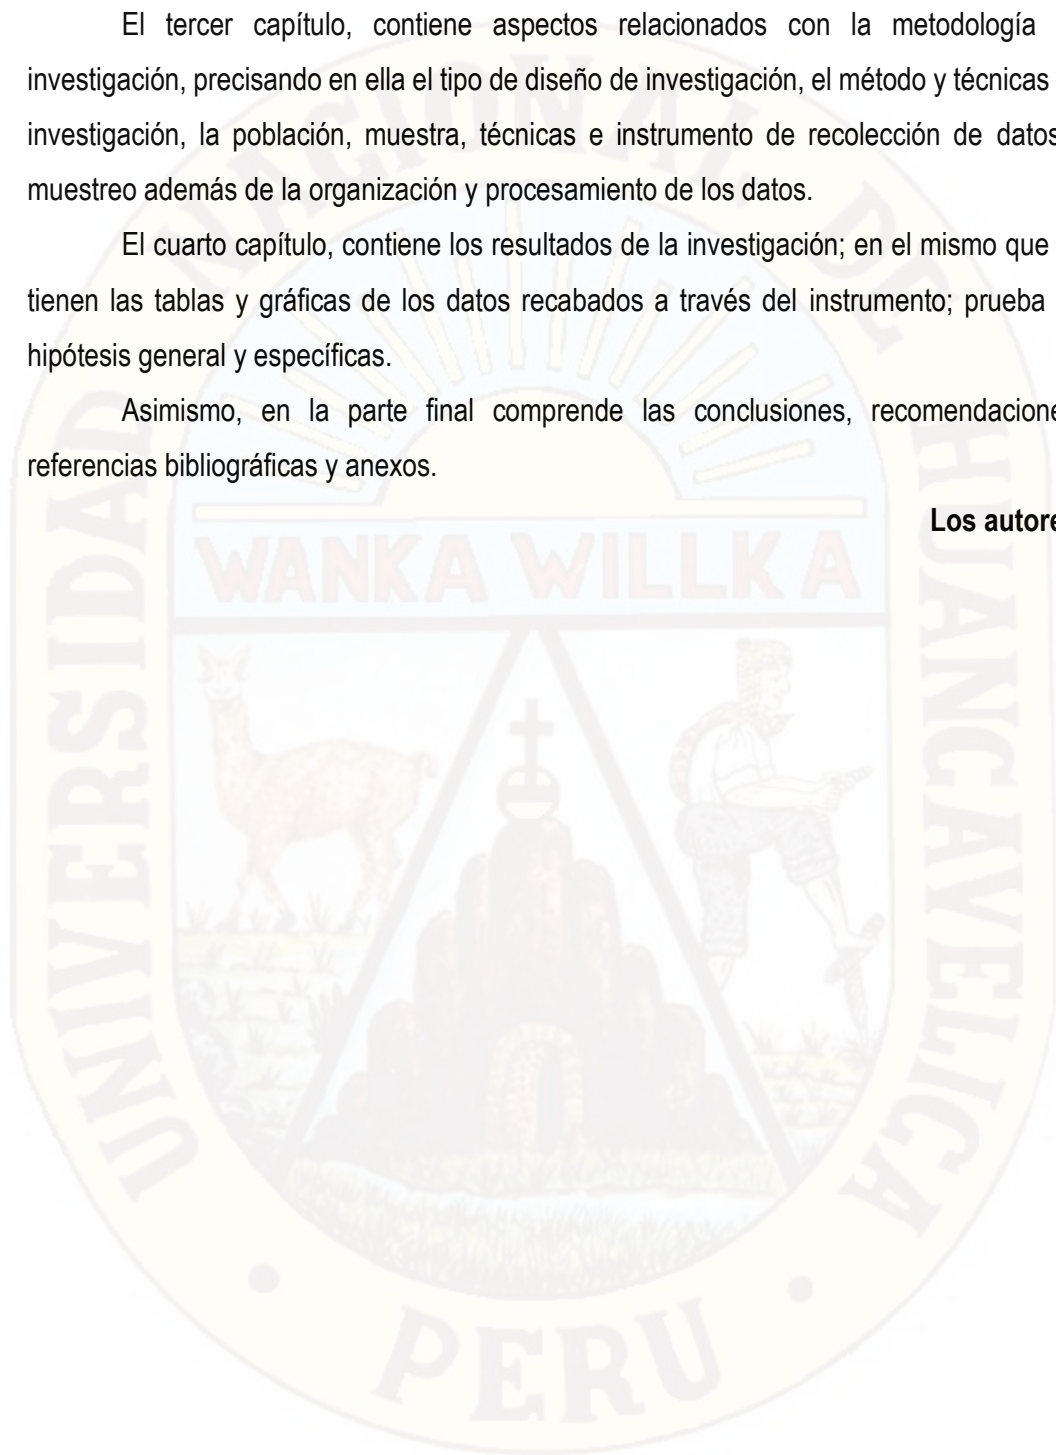 El tercer capítulo, contiene aspectos relacionados con la metodología
investigación, precisando en ella el tipo de diseño de investigación, el método y técnicas
investigación, la población, muestra, técnicas e instrumento de recolección de datos
muestreo además de la organización y procesamiento de los datos.
El cuarto capítulo, contiene los resultados de la investigación; en el mismo que
tienen las tablas y gráficas de los datos recabados a través del instrumento; prueba
hipótesis general y específicas.
Asimismo, en la parte final comprende las conclusiones, recomendacione
referencias bibliográficas y anexos.
Los autore
UNIVERSIDAD NACIONAL DE HUANCAVELICA
WANKA WILLKA
PERU